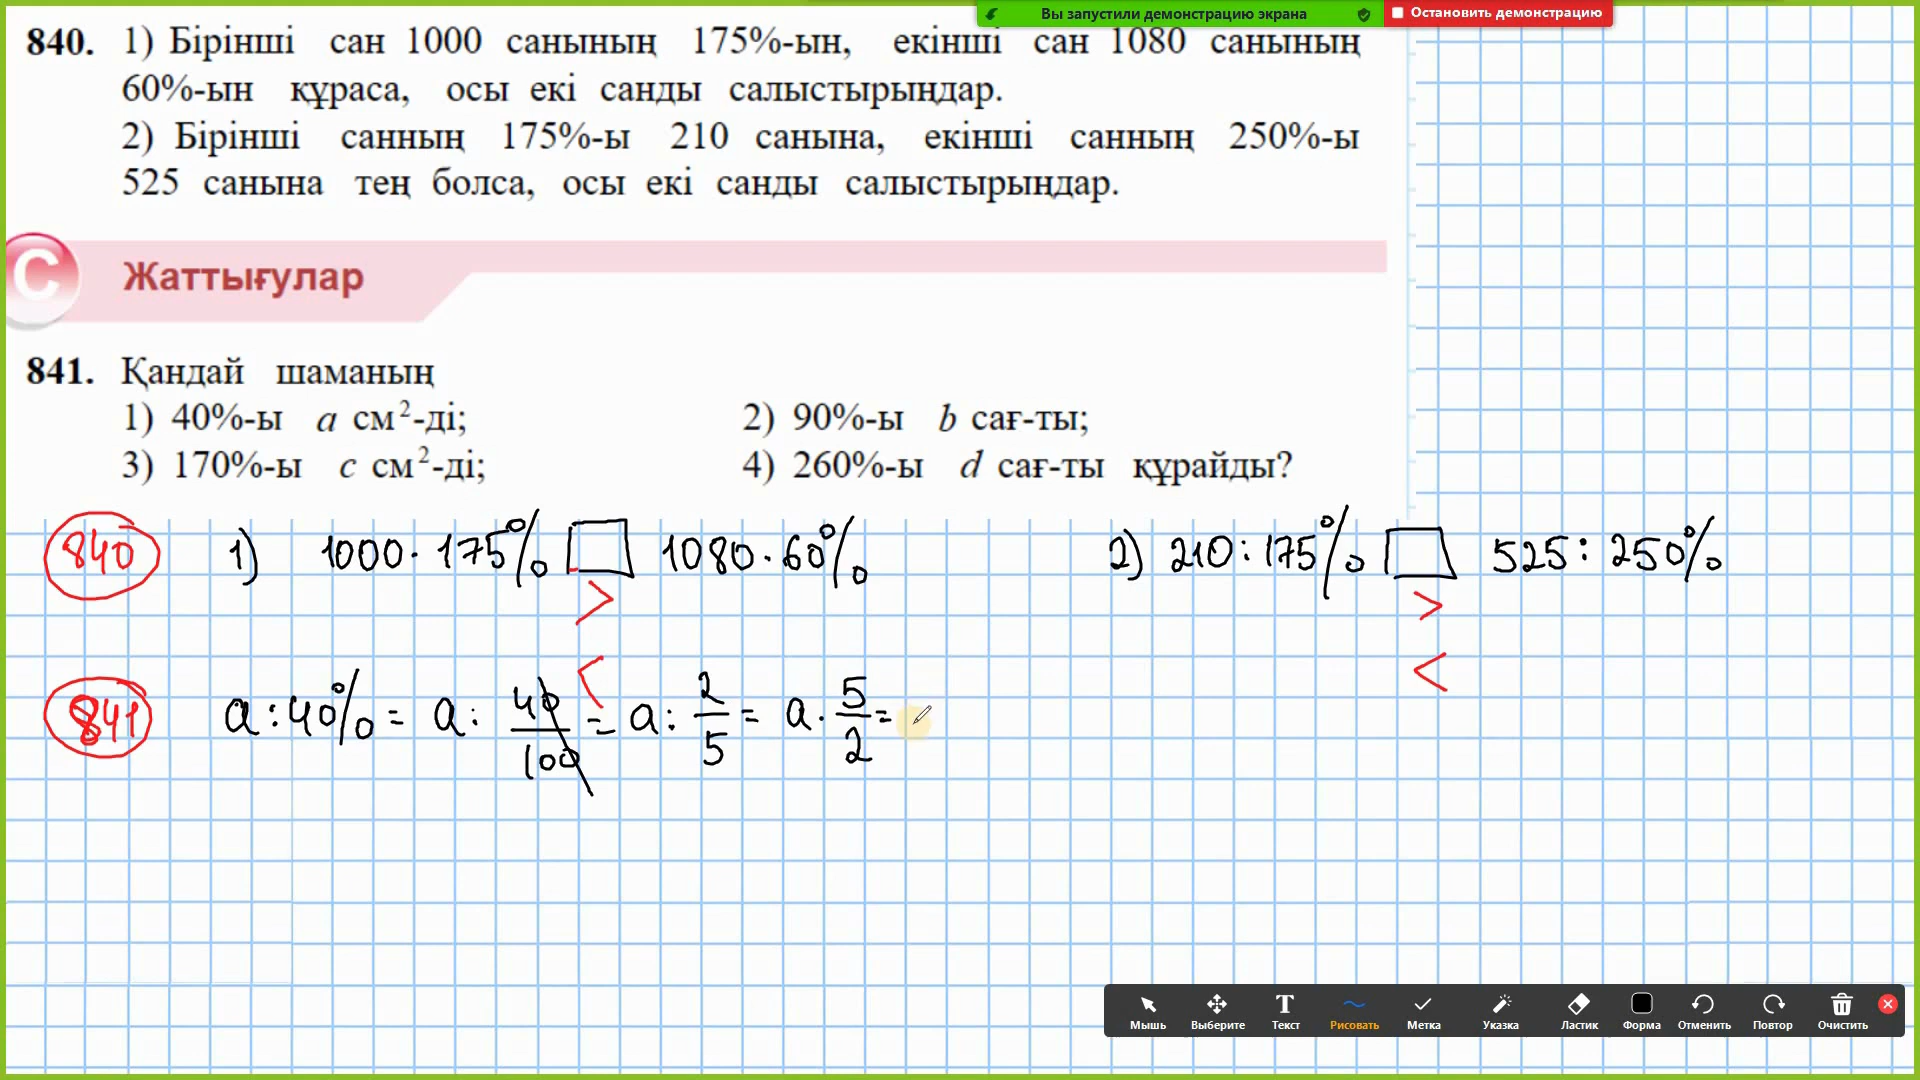 Вы запустили демонстрацию экрана
Остановить демонстрацию
840. 1) Бірінші сан 1000 санының 175%-ын, екінші сан 1080 санының
60%-ын құраса, осы екі санды салыстырыңдар.
2) Бірінші санның 175%-ы 210 санына, екінші санның 250%-ы
525 санына тең болса, осы екі санды салыстырыңдар.
C Жаттығулар
841. Қандай шаманың
1) 40%-ы a см²-ді; 2) 90%-ы b сағ-ты;
3) 170%-ы c см²-ді; 4) 260%-ы d сағ-ты құрайды?
840 1) 1000 · 175% □ 1080 · 60% 2) 210 : 175% □ 525 : 250%
> >
< <
841 a : 40% = a : 40/100 = a : 2/5 = a · 5/2 =
Мышь Выберите Текст Рисовать Метка Указка Ластик Форма Отменить Повтор Очистить